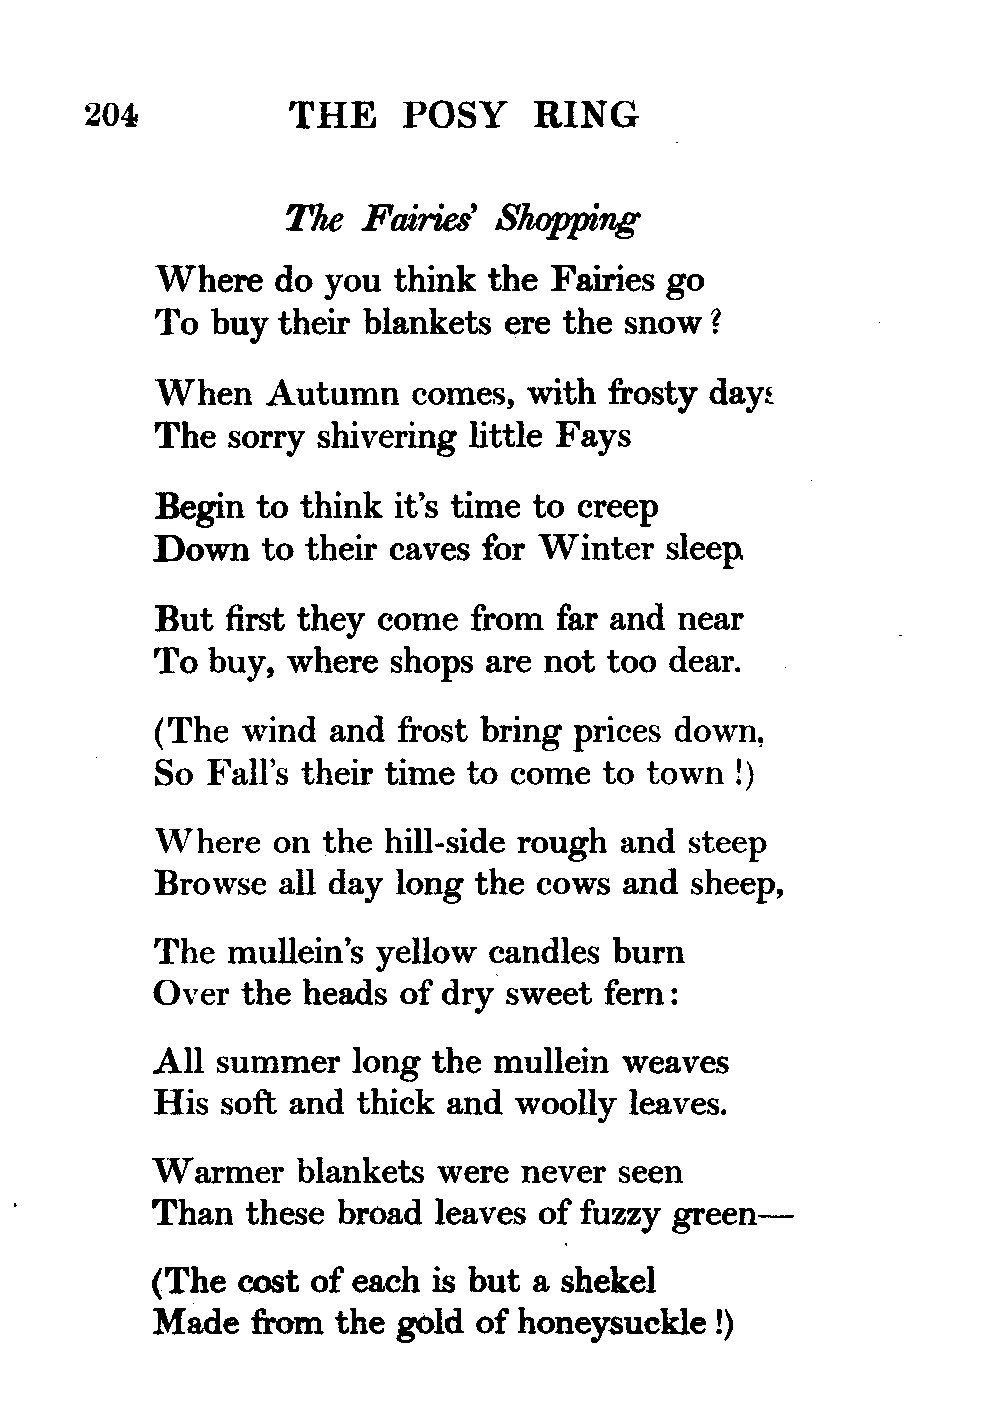 204 THE POSY RING
The Fairies' Shopping
Where do you think the Fairies go
To buy their blankets ere the snow?
When Autumn comes, with frosty days
The sorry shivering little Fays
Begin to think it's time to creep
Down to their caves for Winter sleep
But first they come from far and near
To buy, where shops are not too dear.
(The wind and frost bring prices down,
So Fall's their time to come to town!)
Where on the hill-side rough and steep
Browse all day long the cows and sheep,
The mullein's yellow candles burn
Over the heads of dry sweet fern:
All summer long the mullein weaves
His soft and thick and woolly leaves.
Warmer blankets were never seen
Than these broad leaves of fuzzy green—
(The cost of each is but a shekel
Made from the gold of honeysuckle!)